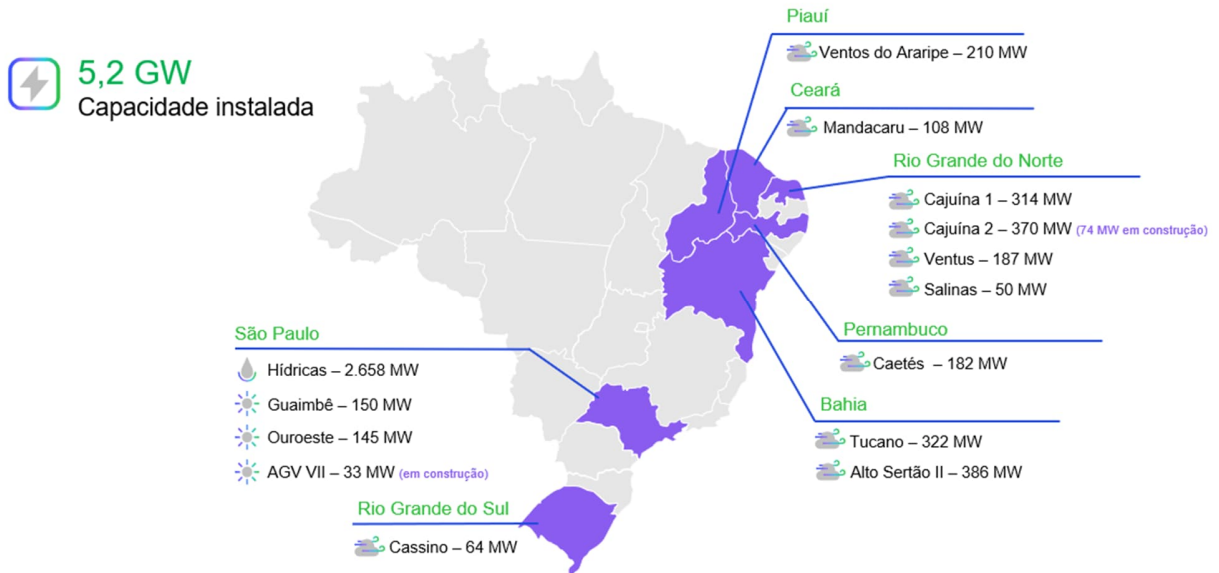 5,2 GW
Capacidade instalada
Piauí
Ventos do Araripe – 210 MW
Ceará
Mandacaru – 108 MW
Rio Grande do Norte
Cajuína 1 – 314 MW
Cajuína 2 – 370 MW (74 MW em construção)
Ventus – 187 MW
Salinas – 50 MW
Pernambuco
Caetés – 182 MW
Bahia
Tucano – 322 MW
Alto Sertão II – 386 MW
São Paulo
Hídricas – 2.658 MW
Guaimbê – 150 MW
Ouroeste – 145 MW
AGV VII – 33 MW (em construção)
Rio Grande do Sul
Cassino – 64 MW